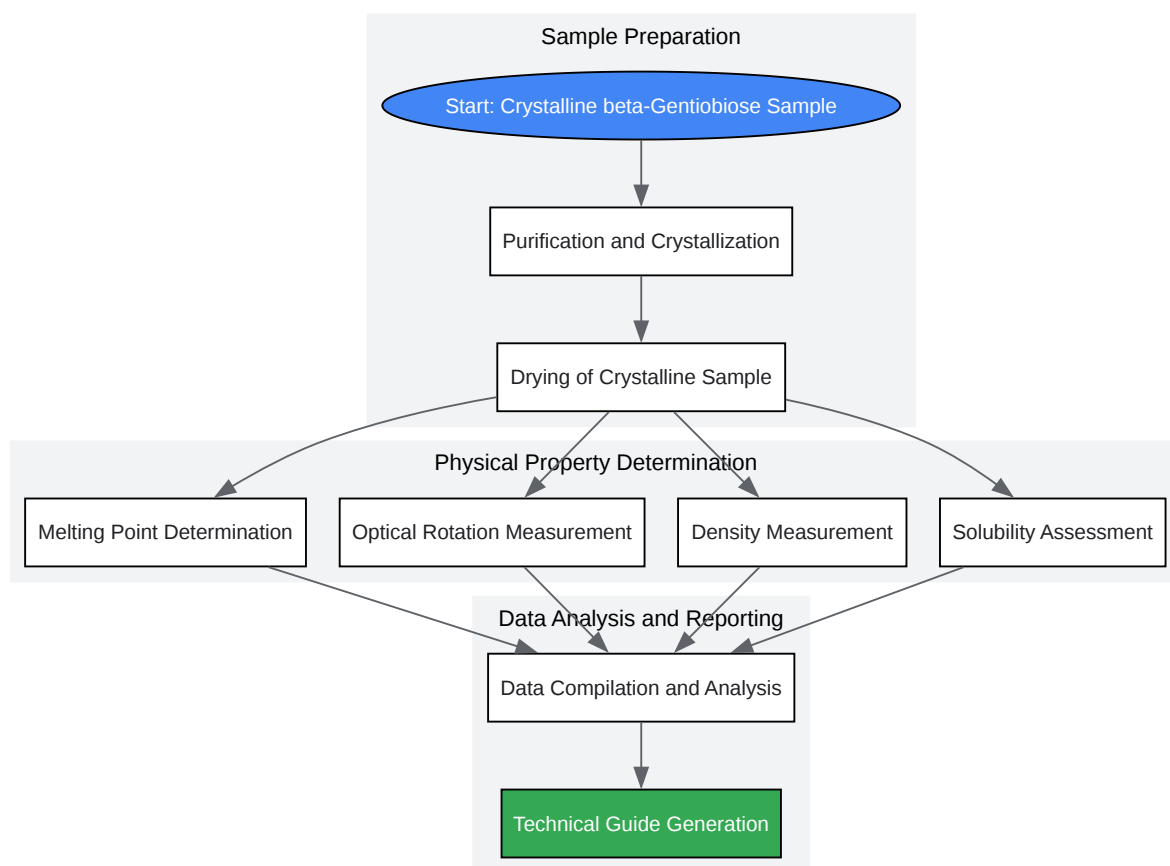 Sample Preparation
Start: Crystalline beta-Gentiobiose Sample
Purification and Crystallization
Drying of Crystalline Sample
Physical Property Determination
Melting Point Determination
Optical Rotation Measurement
Density Measurement
Solubility Assessment
Data Analysis and Reporting
Data Compilation and Analysis
Technical Guide Generation